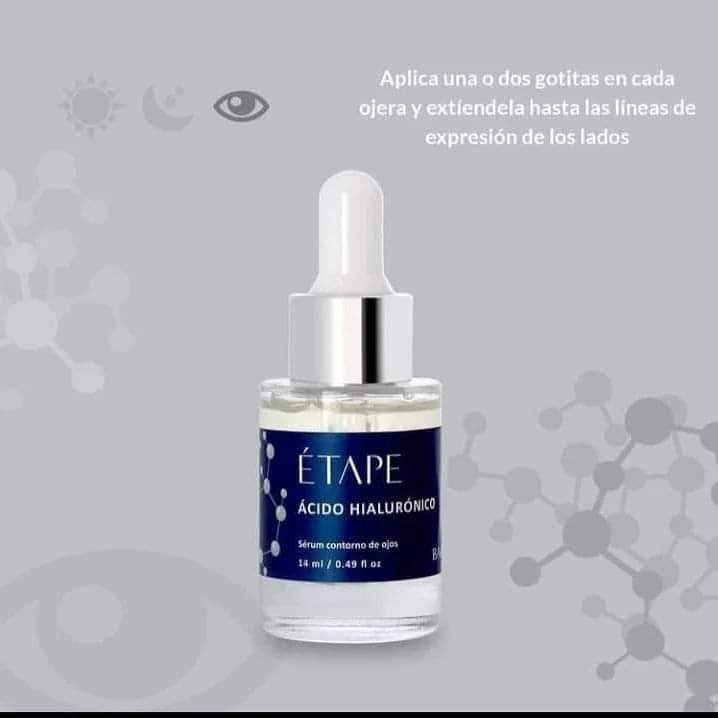 Aplica una o dos gotitas en cada
ojera y extíendela hasta las líneas de
expresión de los lados
ÉTAPE
ÁCIDO HIALURÓNICO
Sérum contorno de ojos
14 ml / 0.49 fl oz